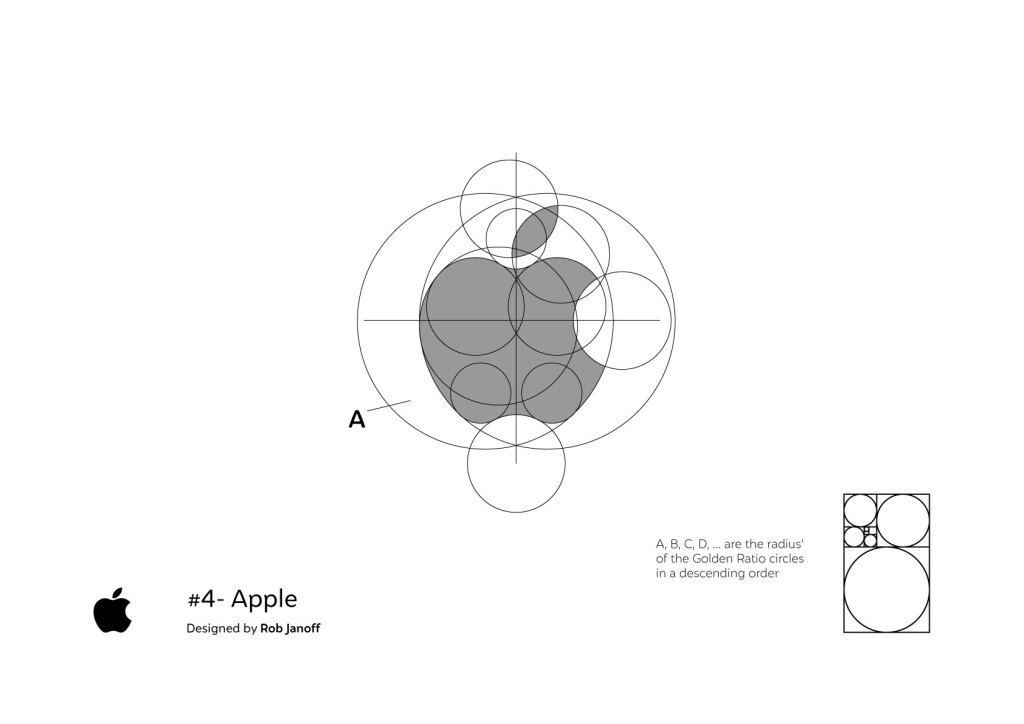 A
A, B, C, D, ... are the radius'
of the Golden Ratio circles
in a descending order
#4- Apple
Designed by Rob Janoff